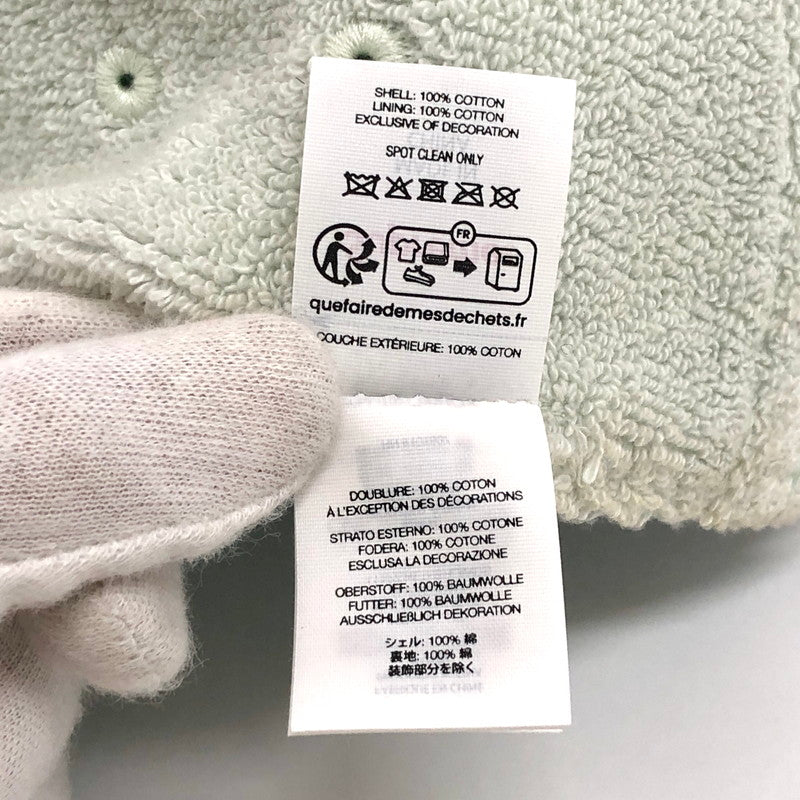 SHELL: 100% COTTON
LINING: 100% COTTON
EXCLUSIVE OF DECORATION
SPOT CLEAN ONLY
FR
quefairedemesdechets.fr
COUCHE EXTÉRIEURE: 100% COTON
DOUBLURE: 100% COTON
À L'EXCEPTION DES DÉCORATIONS
STRATO ESTERNO: 100% COTONE
FODERA: 100% COTONE
ESCLUSA LA DECORAZIONE
OBERSTOFF: 100% BAUMWOLLE
FUTTER: 100% BAUMWOLLE
AUSSCHLIEßLICH DEKORATION
シェル: 100% 綿
裏地: 100% 綿
装飾部分を除く